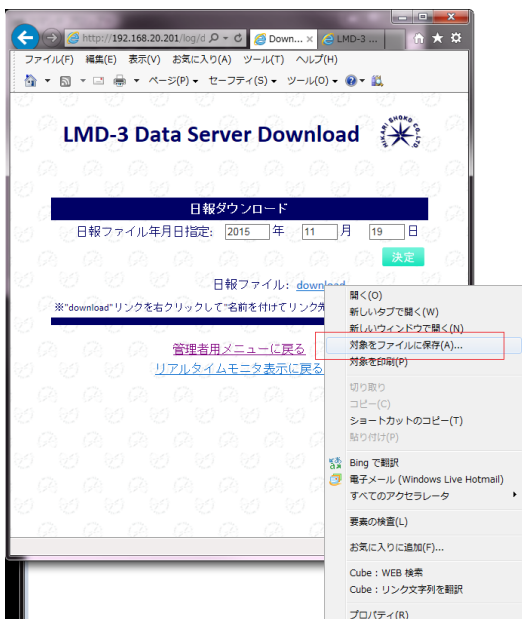 http://192.168.20.201/log/d
Down...
LMD-3 ...
ファイル(F) 編集(E) 表示(V) お気に入り(A) ツール(T) ヘルプ(H)
ページ(P) セーフティ(S) ツール(O)
LMD-3 Data Server Download
HIKARI SHOKO CO.,LTD.
日報ダウンロード
日報ファイル年月日指定: 2015 年 11 月 19 日
決定
日報ファイル: download
※"download"リンクを右クリックして"名前を付けてリンク先
管理者用メニューに戻る
リアルタイムモニタ表示に戻る
開く(O)
新しいタブで開く(W)
新しいウィンドウで開く(N)
対象をファイルに保存(A)...
対象を印刷(P)
切り取り
コピー(C)
ショートカットのコピー(T)
貼り付け(P)
Bing で翻訳
電子メール (Windows Live Hotmail)
すべてのアクセラレータ
要素の検査(L)
お気に入りに追加(F)...
Cube : WEB 検索
Cube : リンク文字列を翻訳
プロパティ(R)